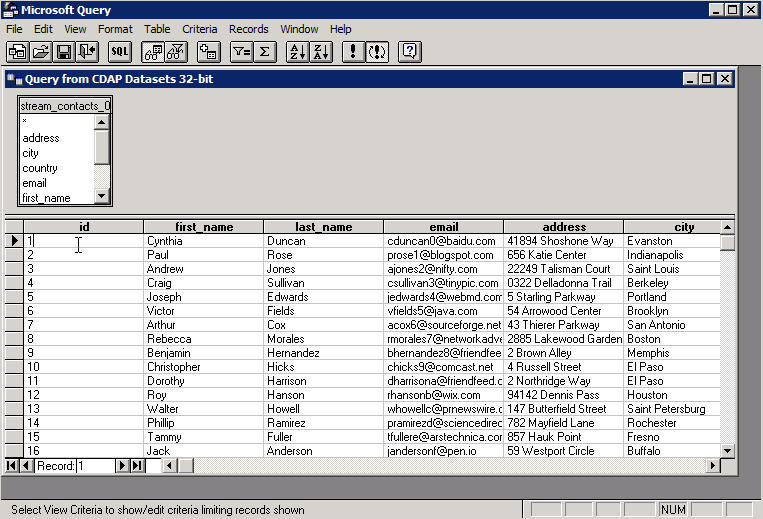 Microsoft Query
File Edit View Format Table Criteria Records Window Help
SQL
Query from CDAP Datasets 32-bit
stream_contacts_0
*
address
city
country
email
first_name
id first_name last_name email address city
1 Cynthia Duncan cduncan0@baidu.com 41894 Shoshone Way Evanston
2 Paul Rose prose1@blogspot.com 656 Katie Center Indianapolis
3 Andrew Jones ajones2@nifty.com 22249 Talisman Court Saint Louis
4 Craig Sullivan csullivan3@tinypic.com 0322 Delladonna Trail Berkeley
5 Joseph Edwards jedwards4@webmd.com 5 Starling Parkway Portland
6 Victor Fields vfields5@java.com 54 Arrowood Center Brooklyn
7 Arthur Cox acox6@sourceforge.net 43 Thierer Parkway San Antonio
8 Rebecca Morales rmorales7@networkadve 2885 Lakewood Garden Boston
9 Benjamin Hernandez bhernandez8@friendfee 2 Brown Alley Memphis
10 Christopher Hicks chicks9@comcast.net 4 Russell Street El Paso
11 Dorothy Harrison dharrisona@friendfeed.c 2 Northridge Way El Paso
12 Roy Hanson rhansonb@wix.com 94142 Dennis Pass Houston
13 Walter Howell whowellc@prnewswire.c 147 Butterfield Street Saint Petersburg
14 Phillip Ramirez pramirezd@sciencedirec 782 Mayfield Lane Rochester
15 Tammy Fuller tfullere@arstechnica.com 857 Hauk Point Fresno
16 Jack Anderson jandersonf@pen.io 59 Westport Circle Buffalo
Record: 1
Select View Criteria to show/edit criteria limiting records shown NUM